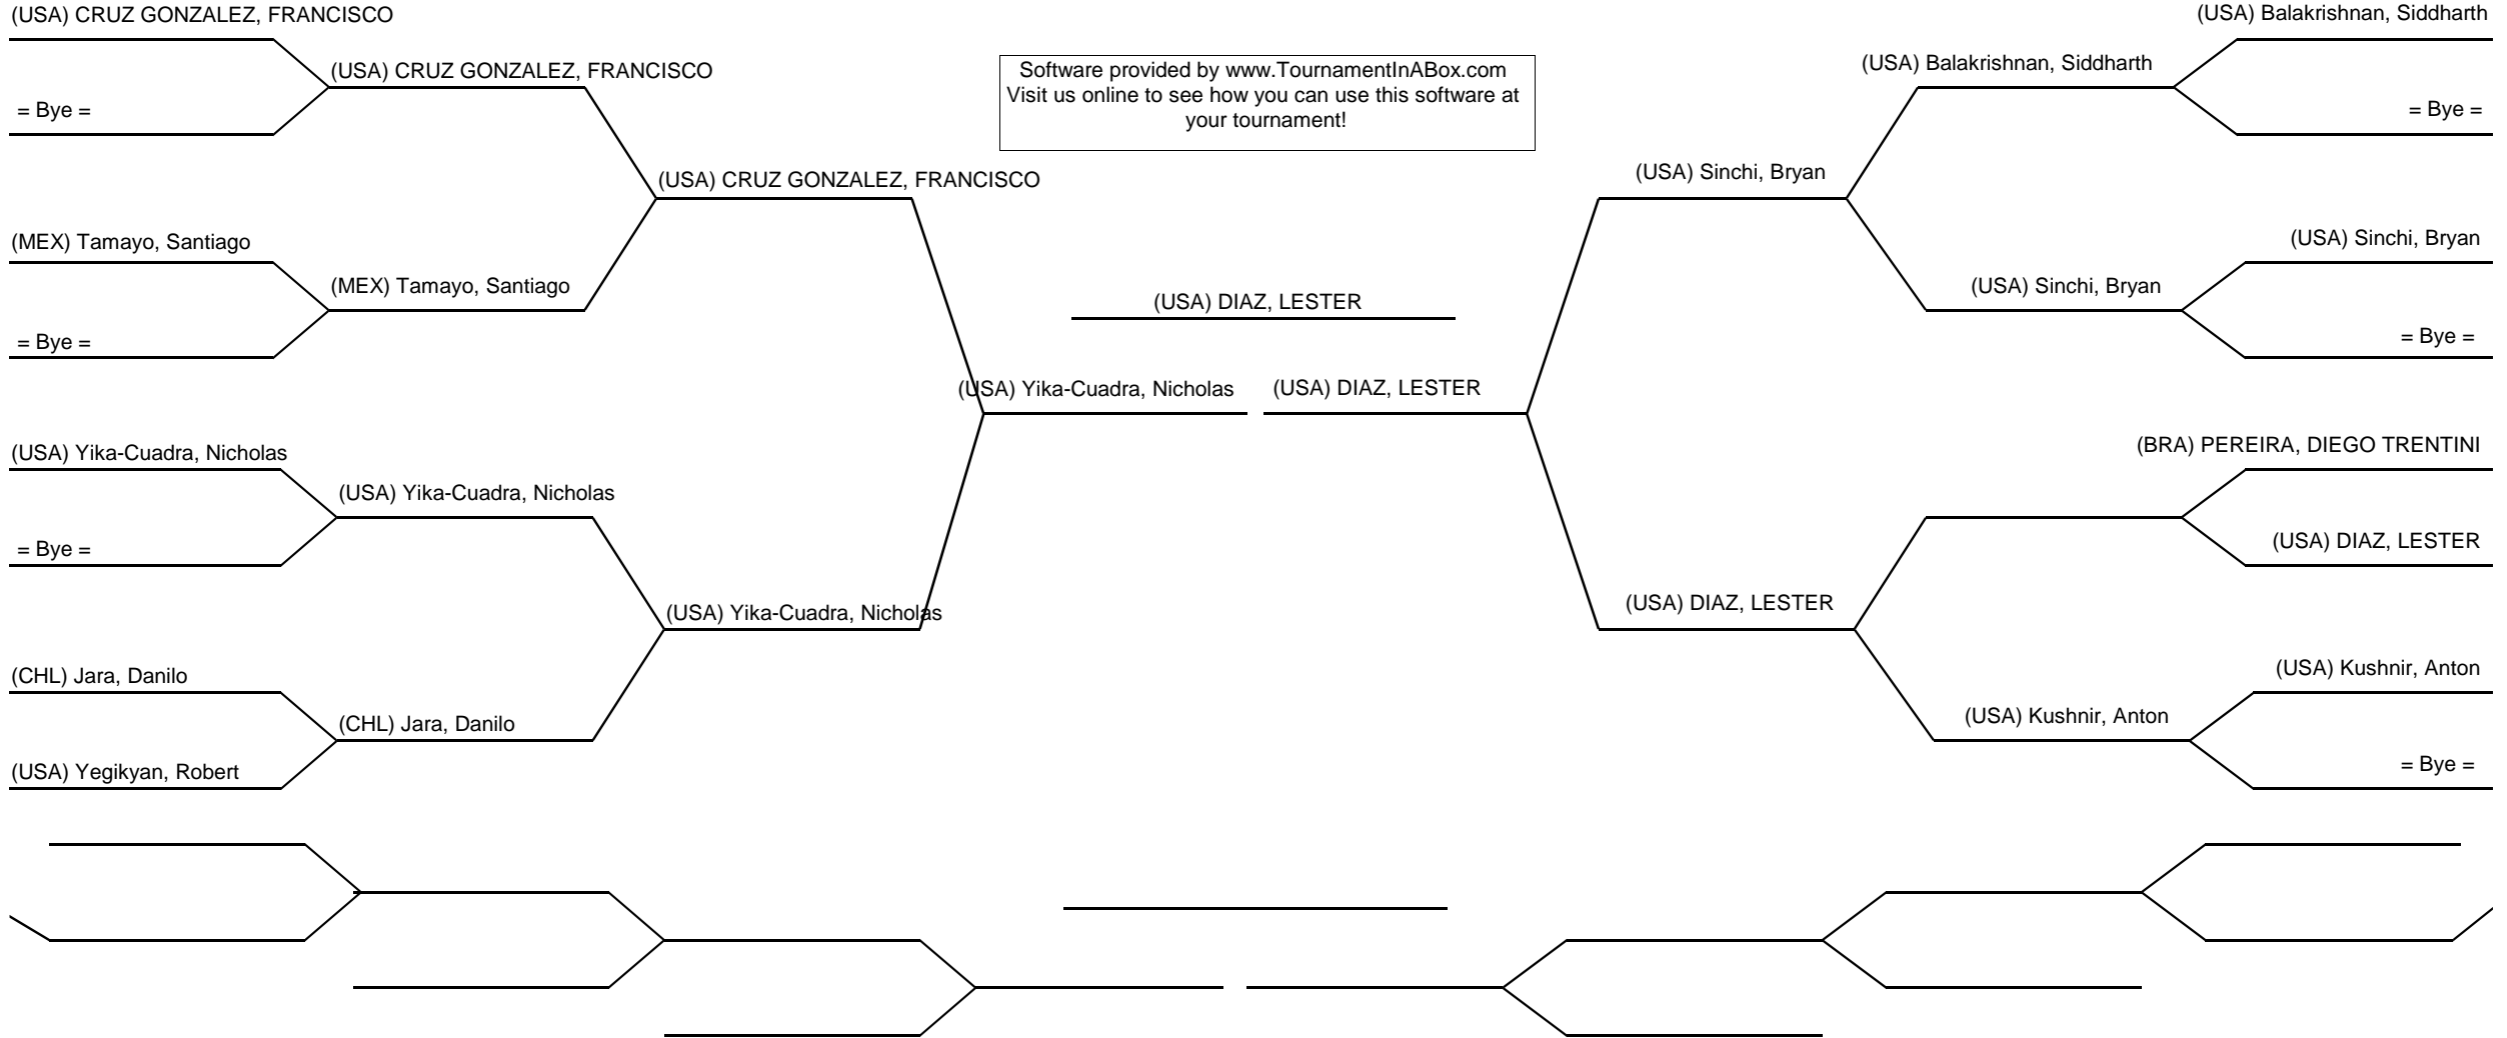 (USA) CRUZ GONZALEZ, FRANCISCO
(USA) CRUZ GONZALEZ, FRANCISCO
= Bye =
(USA) CRUZ GONZALEZ, FRANCISCO
(MEX) Tamayo, Santiago
(MEX) Tamayo, Santiago
= Bye =
(USA) Yika-Cuadra, Nicholas
(USA) Yika-Cuadra, Nicholas
(USA) Yika-Cuadra, Nicholas
= Bye =
(USA) Yika-Cuadra, Nicholas
(CHL) Jara, Danilo
(CHL) Jara, Danilo
(USA) Yegikyan, Robert
Software provided by www.TournamentInABox.com
Visit us online to see how you can use this software at
your tournament!
(USA) DIAZ, LESTER
(USA) DIAZ, LESTER
(USA) Balakrishnan, Siddharth
(USA) Balakrishnan, Siddharth
= Bye =
(USA) Sinchi, Bryan
(USA) Sinchi, Bryan
(USA) Sinchi, Bryan
= Bye =
(BRA) PEREIRA, DIEGO TRENTINI
(USA) DIAZ, LESTER
(USA) DIAZ, LESTER
(USA) Kushnir, Anton
(USA) Kushnir, Anton
= Bye =